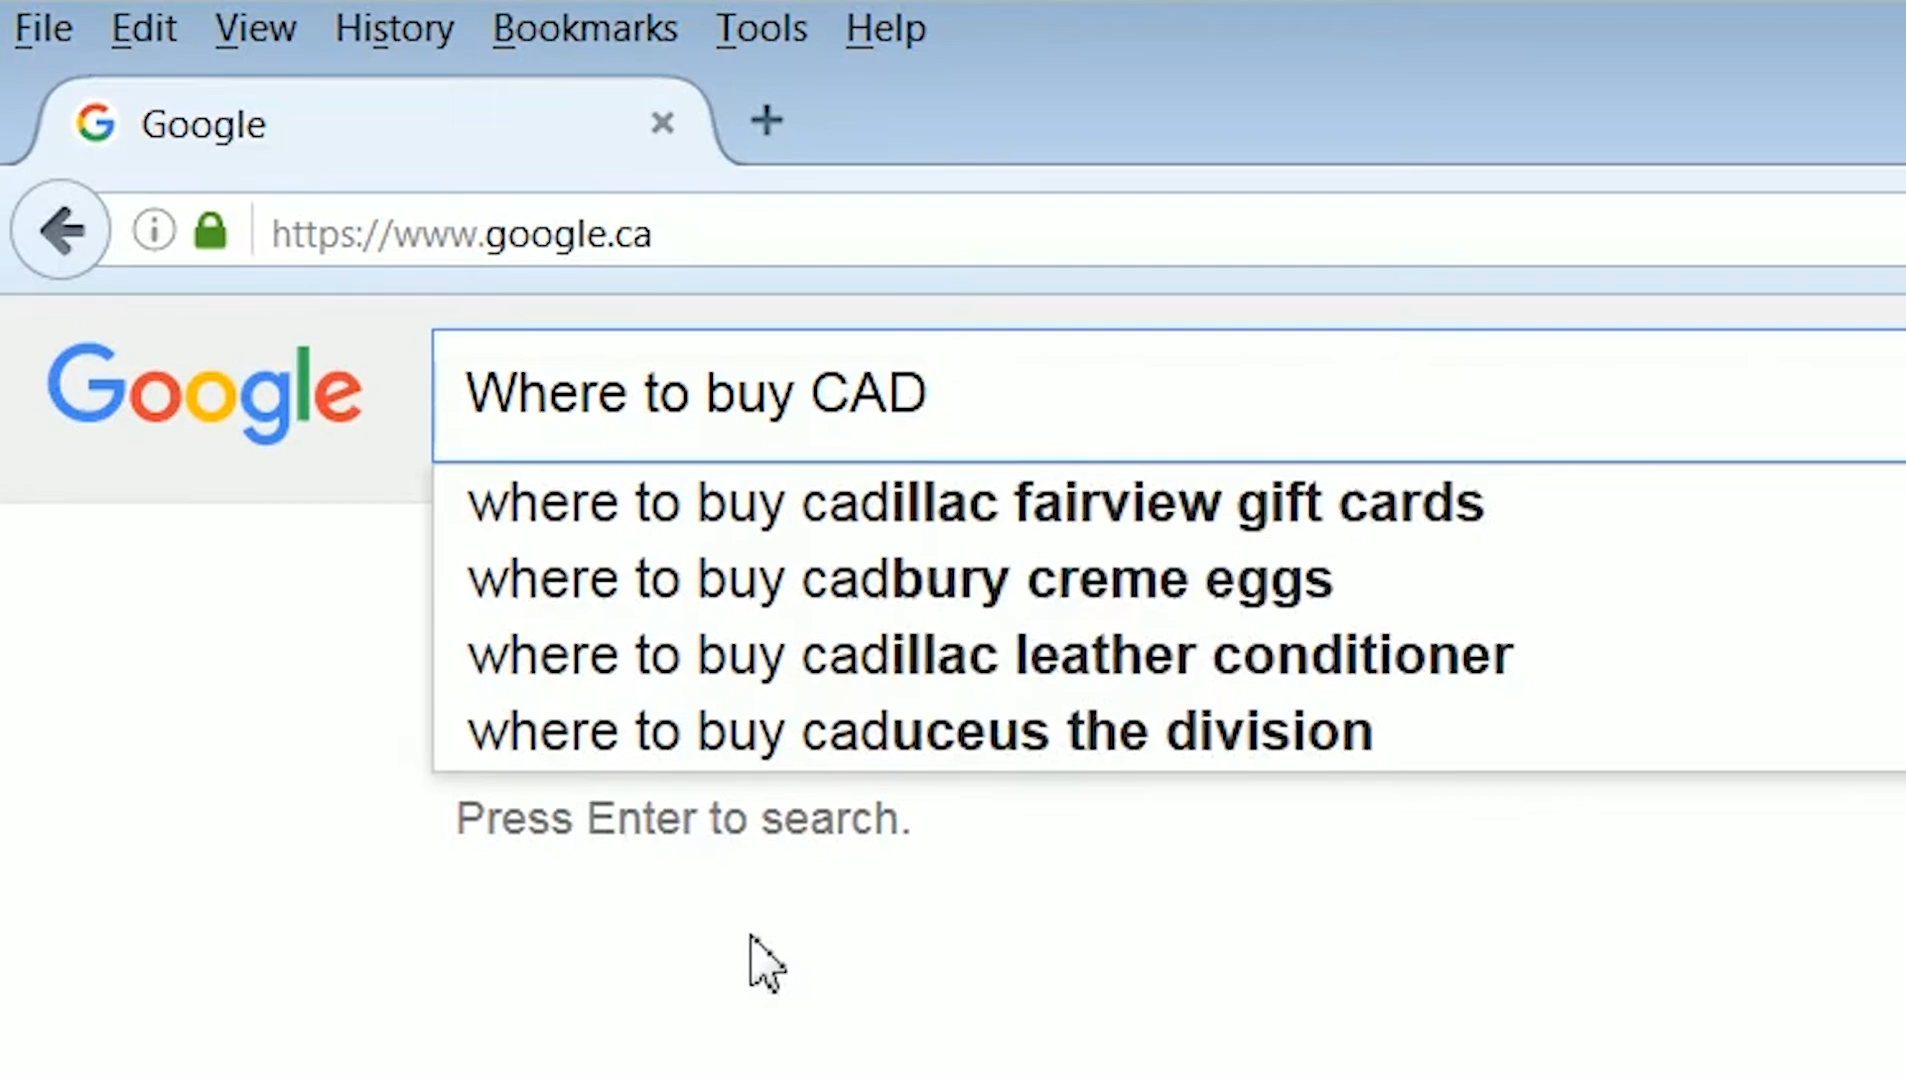 File Edit View History Bookmarks Tools Help
Google
https://www.google.ca
Google
Where to buy CAD
where to buy cadillac fairview gift cards
where to buy cadbury creme eggs
where to buy cadillac leather conditioner
where to buy caduceus the division
Press Enter to search.